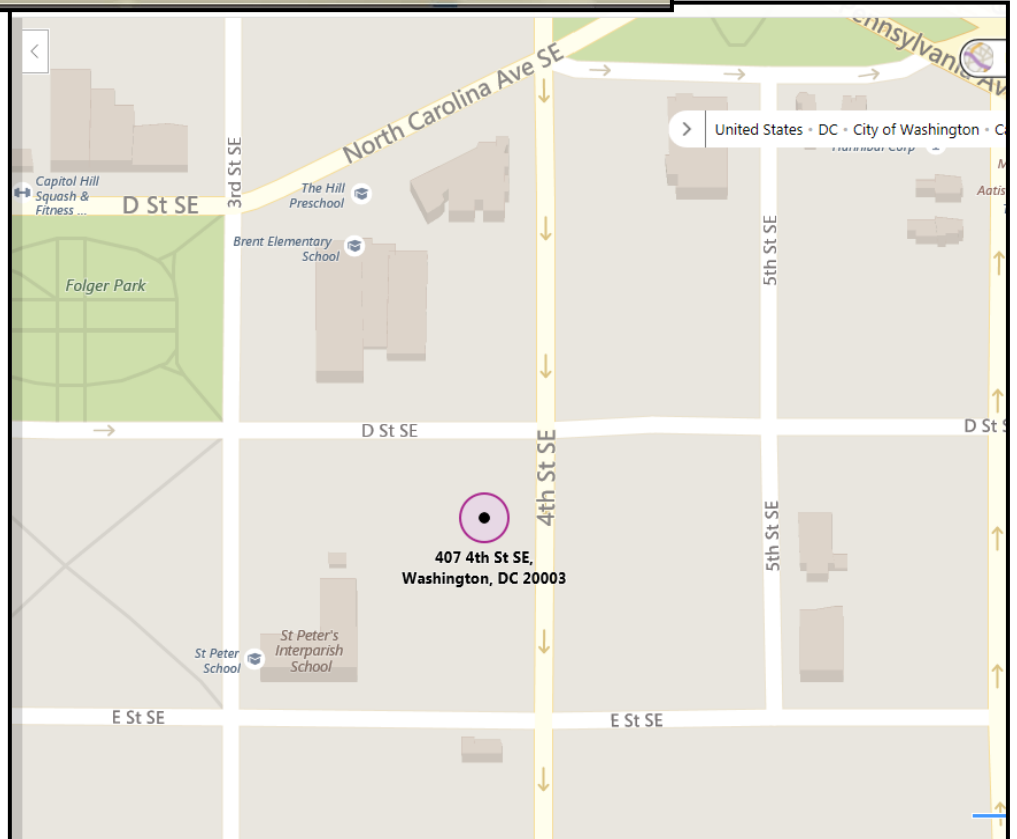 Pennsylvania Av
North Carolina Ave SE
United States • DC • City of Washington • Ca
Hannibal Corp
3rd St SE
Capitol Hill
Squash &
Fitness ...
D St SE
The Hill
Preschool
M
Aatis
T
Brent Elementary
School
5th St SE
Folger Park
D St SE
D St S
4th St SE
407 4th St SE,
Washington, DC 20003
5th St SE
St Peter's
Interparish
School
St Peter
School
E St SE
E St SE